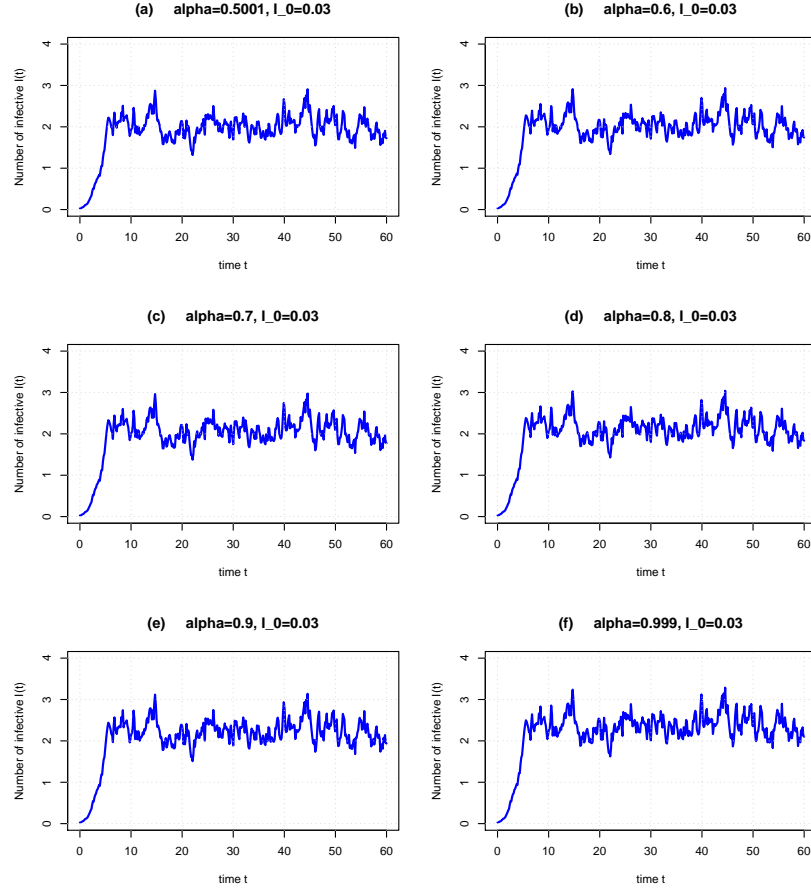 (a) alpha=0.5001, I_0=0.03
Number of infective I(t)
4
3
2
1
0
0 10 20 30 40 50 60
time t
(b) alpha=0.6, I_0=0.03
Number of infective I(t)
4
3
2
1
0
0 10 20 30 40 50 60
time t
(c) alpha=0.7, I_0=0.03
Number of infective I(t)
4
3
2
1
0
0 10 20 30 40 50 60
time t
(d) alpha=0.8, I_0=0.03
Number of infective I(t)
4
3
2
1
0
0 10 20 30 40 50 60
time t
(e) alpha=0.9, I_0=0.03
Number of infective I(t)
4
3
2
1
0
0 10 20 30 40 50 60
time t
(f) alpha=0.999, I_0=0.03
Number of infective I(t)
4
3
2
1
0
0 10 20 30 40 50 60
time t